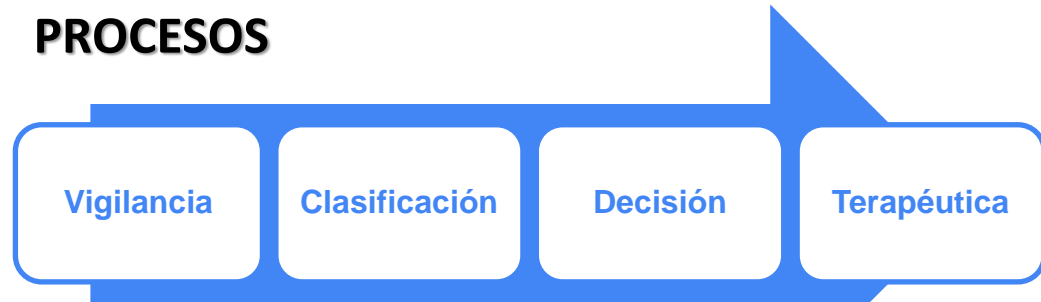 PROCESOS
Vigilancia
Clasificación
Decisión
Terapéutica